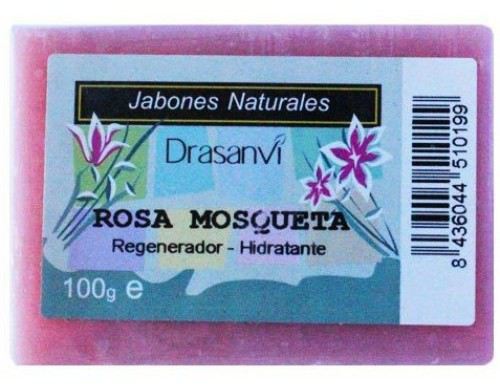 Jabones Naturales
Drasanvi
ROSA MOSQUETA
Regenerador - Hidratante
100g e
8 436044 510199